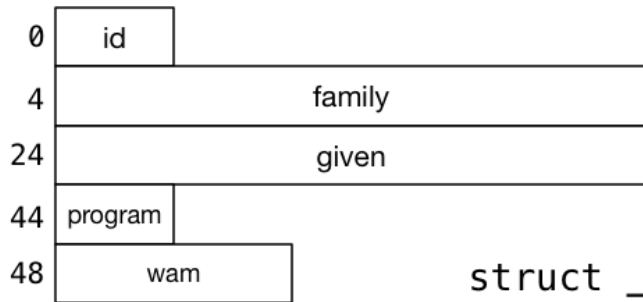 0 id
4 family
24 given
44 program
48 wam struct _